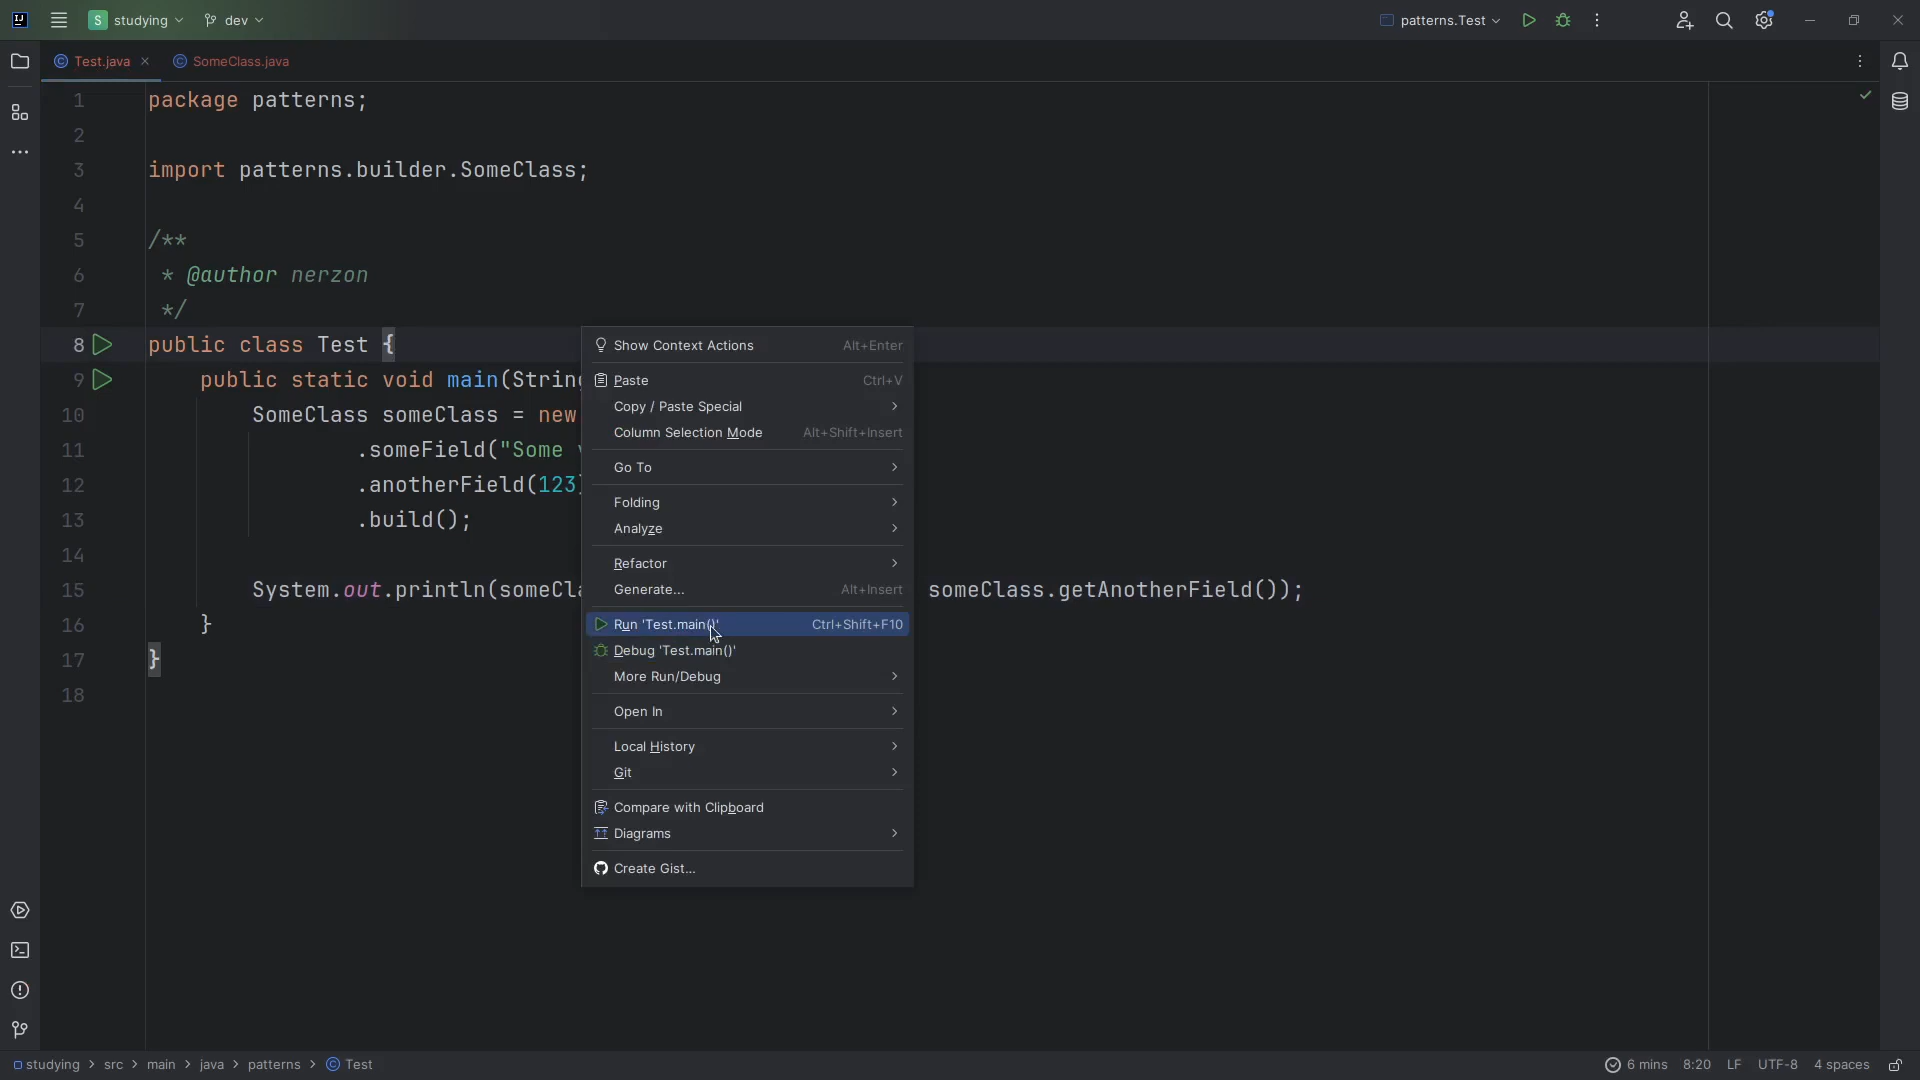 S studying dev patterns.Test
Test.java SomeClass.java
1 package patterns;
2
3 import patterns.builder.SomeClass;
4
5 /**
6 * @author nerzon
7 */
8 public class Test {
9 public static void main(String
10 SomeClass someClass = new
11 .someField("Some
12 .anotherField(123)
13 .build();
14
15 System.out.println(someCla someClass.getAnotherField());
16 }
17 }
18
Show Context Actions Alt+Enter
Paste Ctrl+V
Copy / Paste Special
Column Selection Mode Alt+Shift+Insert
Go To
Folding
Analyze
Refactor
Generate... Alt+Insert
Run 'Test.main()' Ctrl+Shift+F10
Debug 'Test.main()'
More Run/Debug
Open In
Local History
Git
Compare with Clipboard
Diagrams
Create Gist...
studying > src > main > java > patterns > Test 6 mins 8:20 LF UTF-8 4 spaces